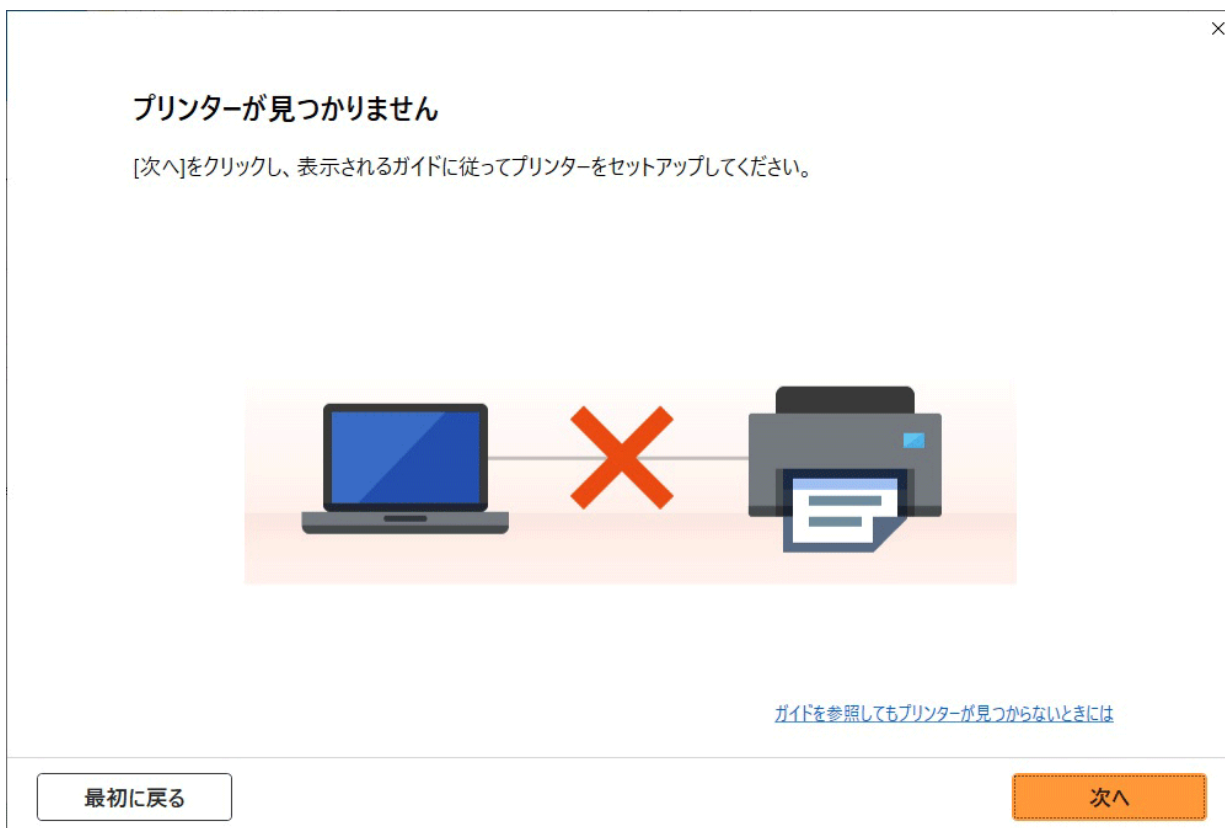 プリンターが見つかりません
[次へ]をクリックし、表示されるガイドに従ってプリンターをセットアップしてください。
ガイドを参照してもプリンターが見つからないときには
最初に戻る
次へ